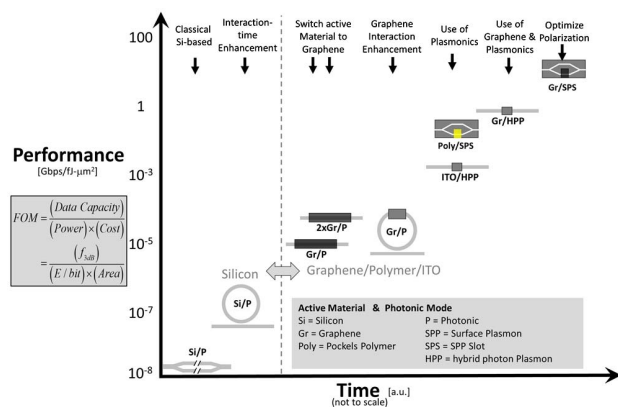 Classical
Si-based
Interaction-
time
Enhancement
Switch active
Material to
Graphene
Graphene
Interaction
Enhancement
Use of
Plasmonics
Use of
Graphene &
Plasmonics
Optimize
Polarization
100
1
10-3
10-5
10-7
10-8
Performance
[Gbps/fJ-μm²]
FOM = (Data Capacity) / (Power)×(Cost)
= (f3dB) / (E / bit)×(Area)
Gr/SPS
Gr/HPP
Poly/SPS
ITO/HPP
2xGr/P
Gr/P
Gr/P
Silicon
Graphene/Polymer/ITO
Si/P
Si/P
Active Material & Photonic Mode
Si = Silicon
Gr = Graphene
Poly = Pockels Polymer
P = Photonic
SPP = Surface Plasmon
SPS = SPP Slot
HPP = hybrid photon Plasmon
Time [a.u.]
(not to scale)